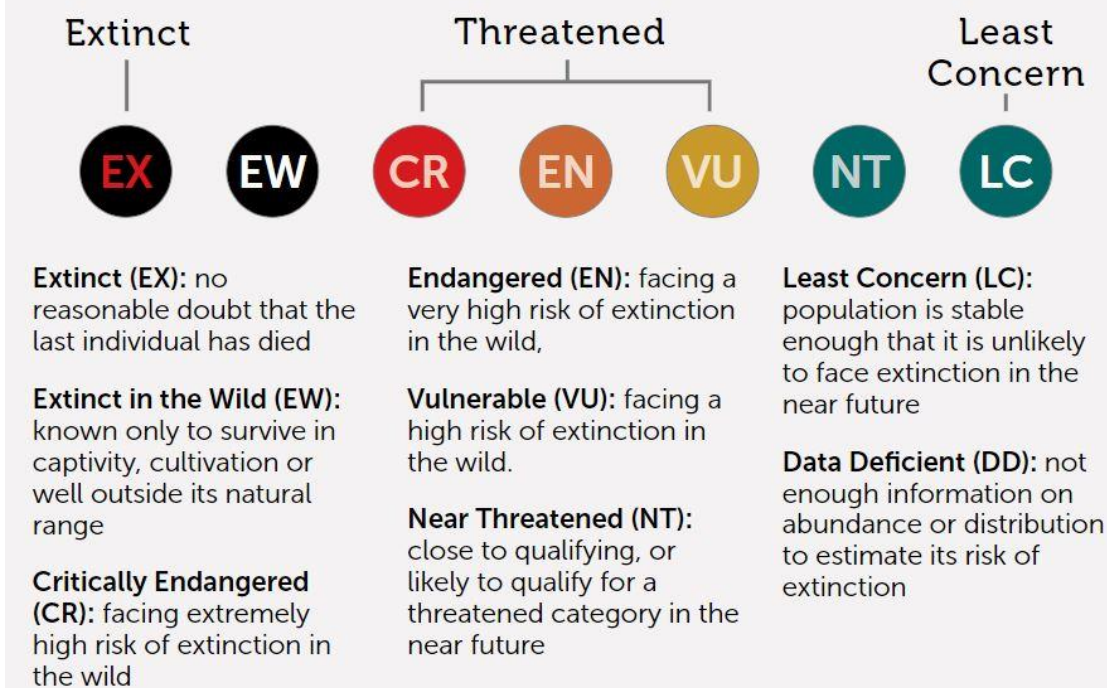 Extinct
Threatened
Least
Concern
EX
EW
CR
EN
VU
NT
LC
Extinct (EX): no
reasonable doubt that the
last individual has died
Extinct in the Wild (EW):
known only to survive in
captivity, cultivation or
well outside its natural
range
Critically Endangered
(CR): facing extremely
high risk of extinction in
the wild
Endangered (EN): facing a
very high risk of extinction
in the wild,
Vulnerable (VU): facing a
high risk of extinction in
the wild.
Near Threatened (NT):
close to qualifying, or
likely to qualify for a
threatened category in the
near future
Least Concern (LC):
population is stable
enough that it is unlikely
to face extinction in the
near future
Data Deficient (DD): not
enough information on
abundance or distribution
to estimate its risk of
extinction